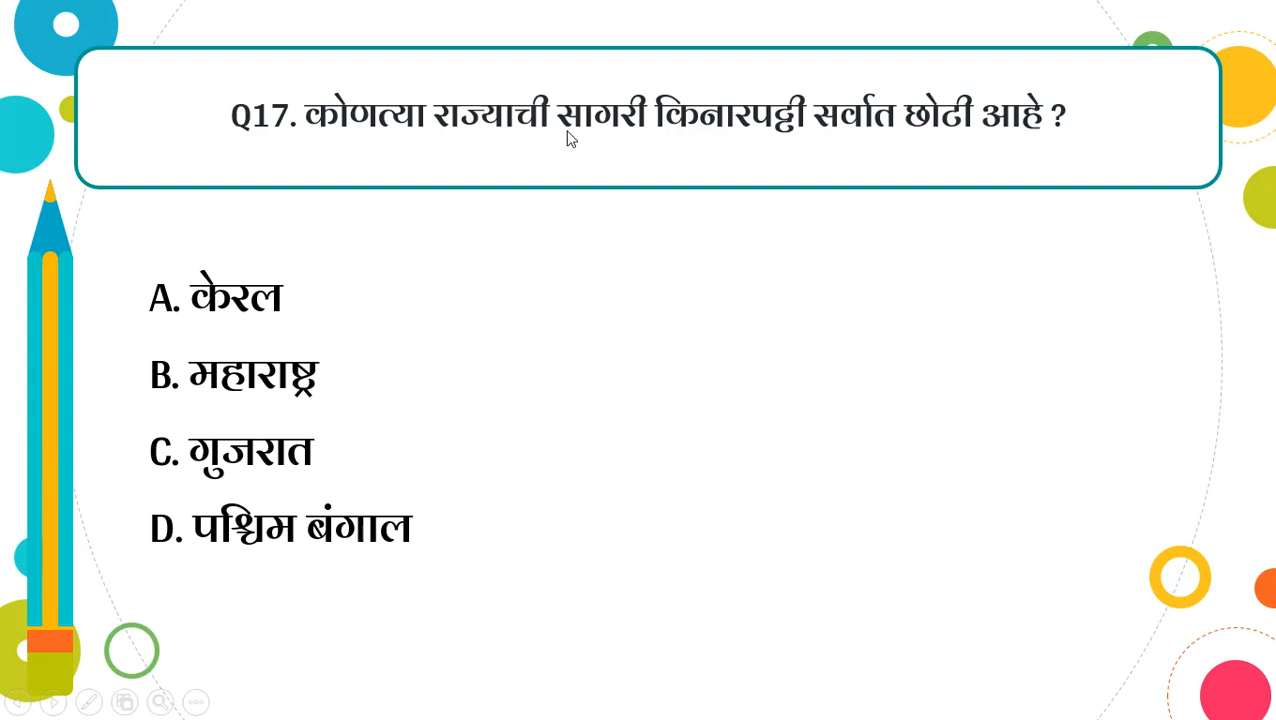 Q17. कोणत्या राज्याची सागरी किनारपट्टी सर्वात छोटी आहे ?
A. केरल
B. महाराष्ट्र
C. गुजरात
D. पश्चिम बंगाल